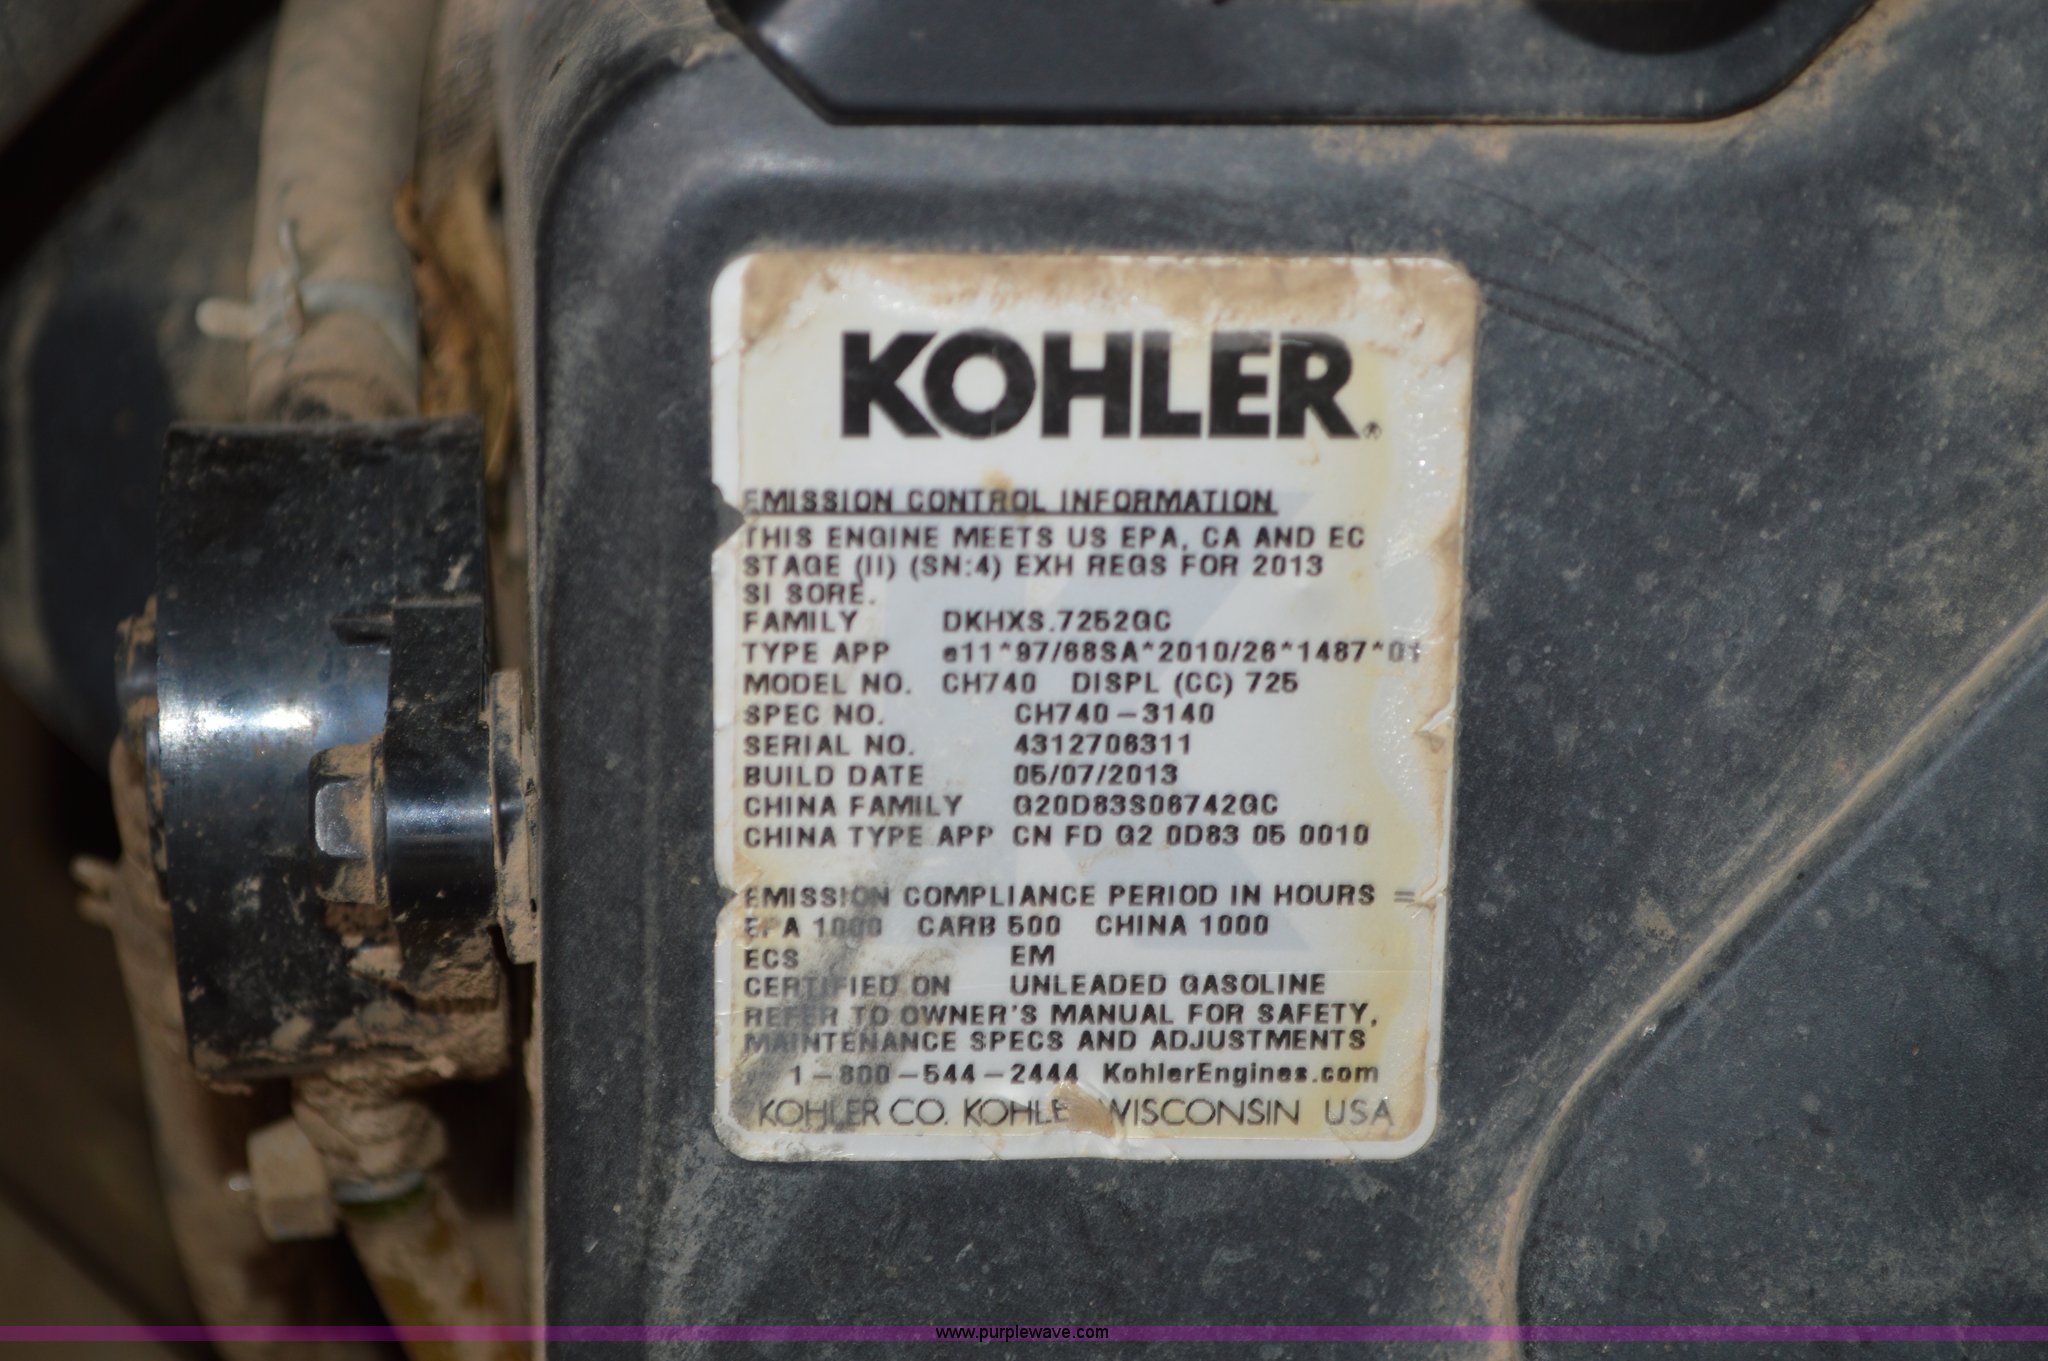 KOHLER®
EMISSION CONTROL INFORMATION
THIS ENGINE MEETS US EPA, CA AND EC
STAGE (II) (SN:4) EXH REGS FOR 2013
SI SORE.
FAMILY DKHXS.7252GC
TYPE APP e11*97/68SA*2010/26*1487*01
MODEL NO. CH740 DISPL (CC) 725
SPEC NO. CH740-3140
SERIAL NO. 4312706311
BUILD DATE 05/07/2013
CHINA FAMILY G20D83S06742GC
CHINA TYPE APP CN FD G2 0D83 05 0010
EMISSION COMPLIANCE PERIOD IN HOURS =
EPA 1000 CARB 500 CHINA 1000
ECS EM
CERTIFIED ON UNLEADED GASOLINE
REFER TO OWNER'S MANUAL FOR SAFETY,
MAINTENANCE SPECS AND ADJUSTMENTS
1-800-544-2444 KohlerEngines.com
KOHLER CO. KOHLE WISCONSIN USA
www.purplewave.com